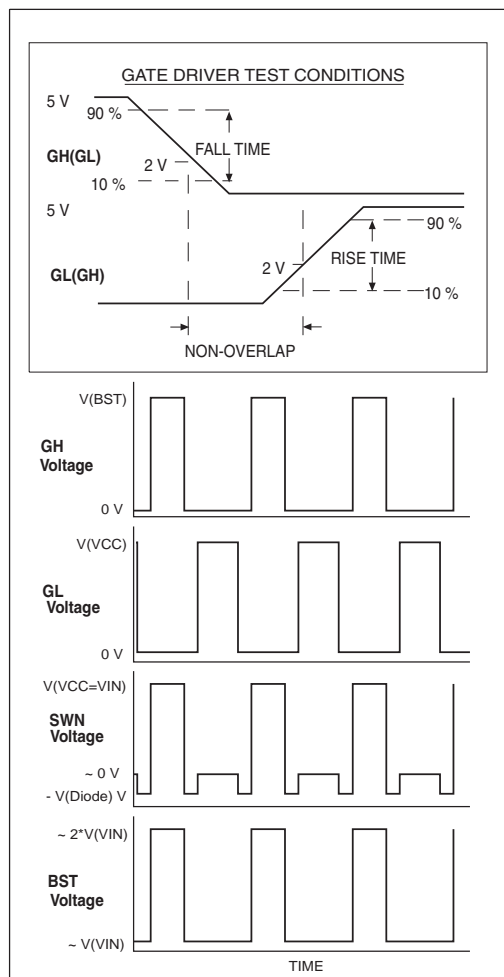 GATE DRIVER TEST CONDITIONS
5 V
90 %
FALL TIME
GH(GL)
2 V
10 %
5 V
90 %
2 V
RISE TIME
GL(GH)
10 %
NON-OVERLAP
V(BST)
GH
Voltage
0 V
V(VCC)
GL
Voltage
0 V
V(VCC=VIN)
SWN
Voltage
~ 0 V
- V(Diode) V
~ 2*V(VIN)
BST
Voltage
~ V(VIN)
TIME